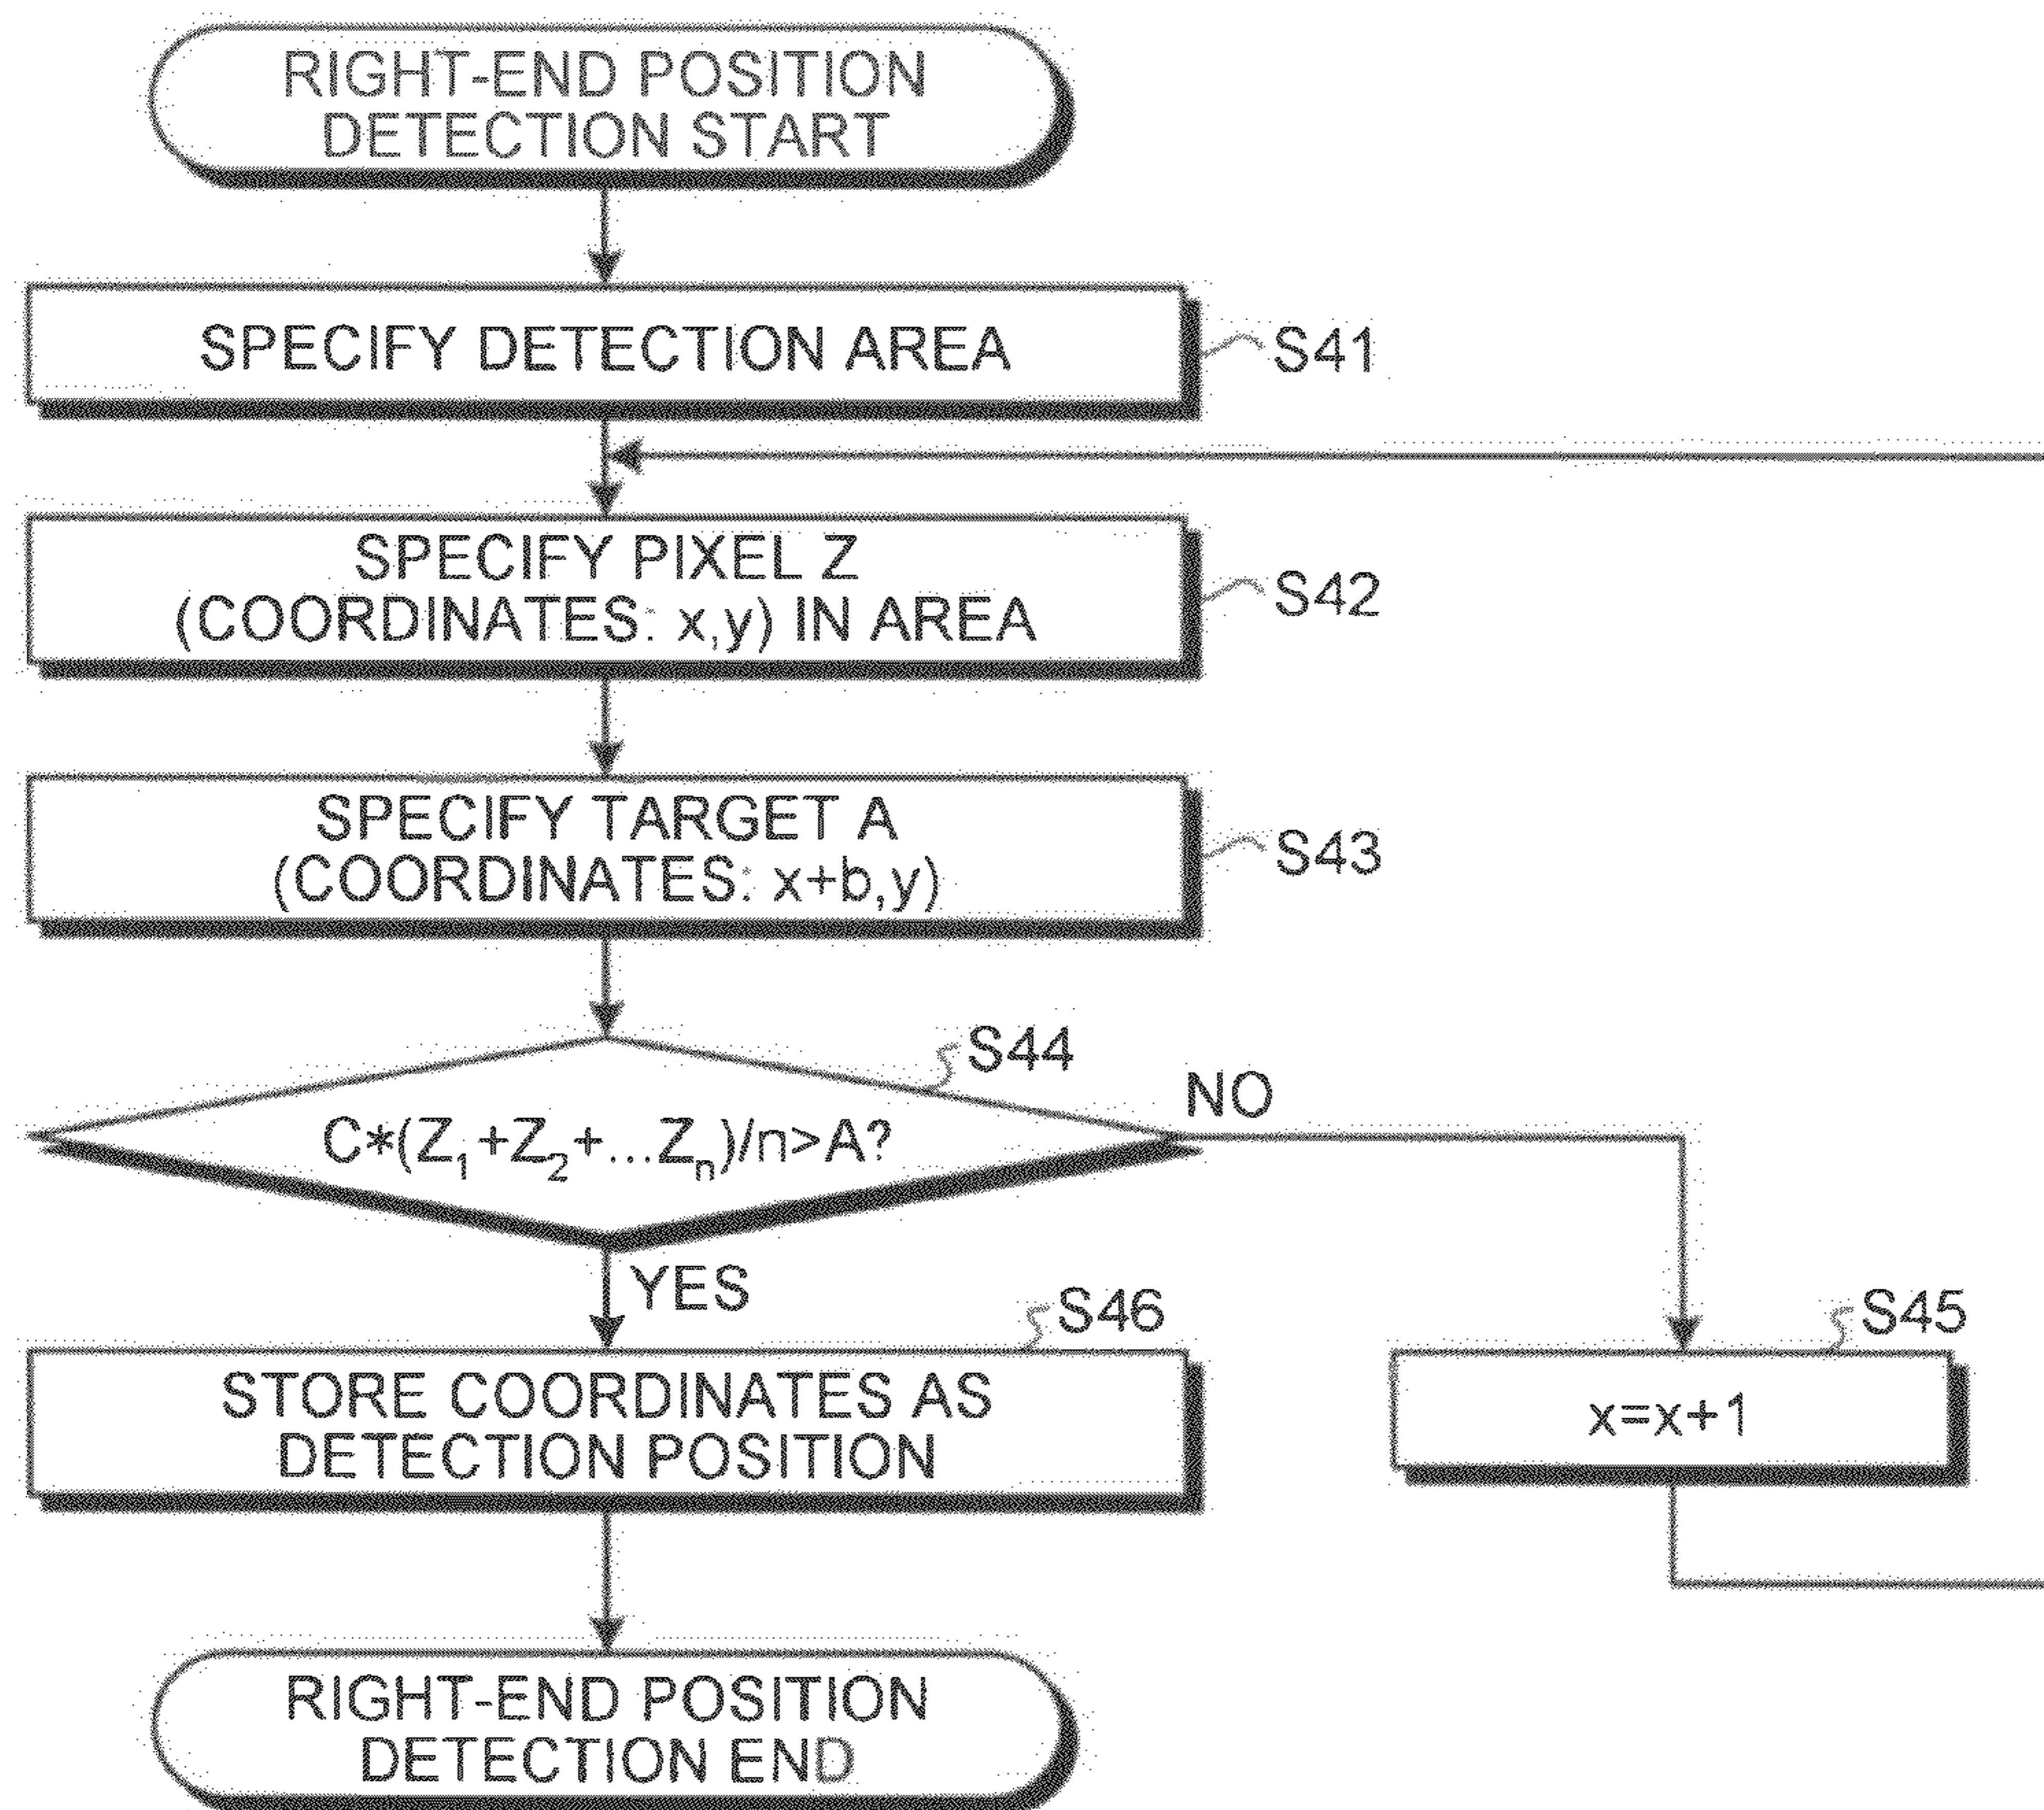 RIGHT-END POSITION
DETECTION START
SPECIFY DETECTION AREA
S41
SPECIFY PIXEL Z
(COORDINATES: x,y) IN AREA
S42
SPECIFY TARGET A
(COORDINATES: x+b,y)
S43
S44
C*(Z₁+Z₂+...Zₙ)/n>A?
NO
YES
S46
STORE COORDINATES AS
DETECTION POSITION
S45
x=x+1
RIGHT-END POSITION
DETECTION END